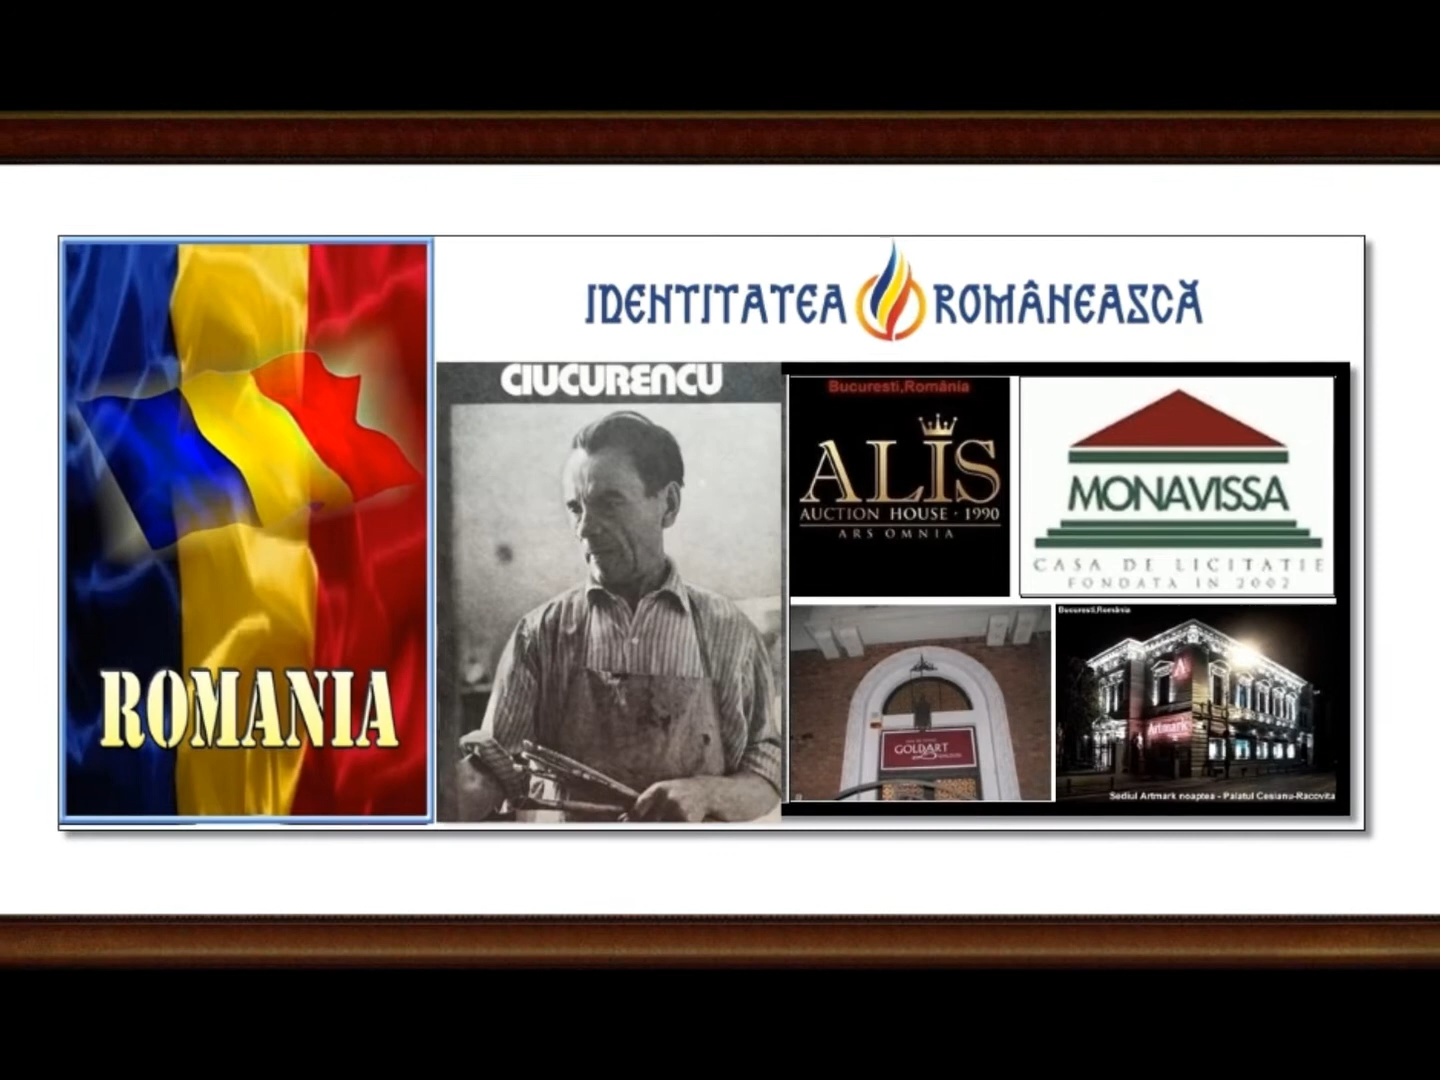 IDENTITATEA ROMÂNEASCĂ
ROMANIA
CIUCURENCU
Bucuresti,România
ALIS
AUCTION HOUSE · 1990
ARS OMNIA
MONAVISSA
CASA DE LICITATIE
FONDATA IN 2002
GOLDART
Bucuresti,România
A
Artmark
Sediul Artmark noaptea - Palatul Cesianu-Racovita